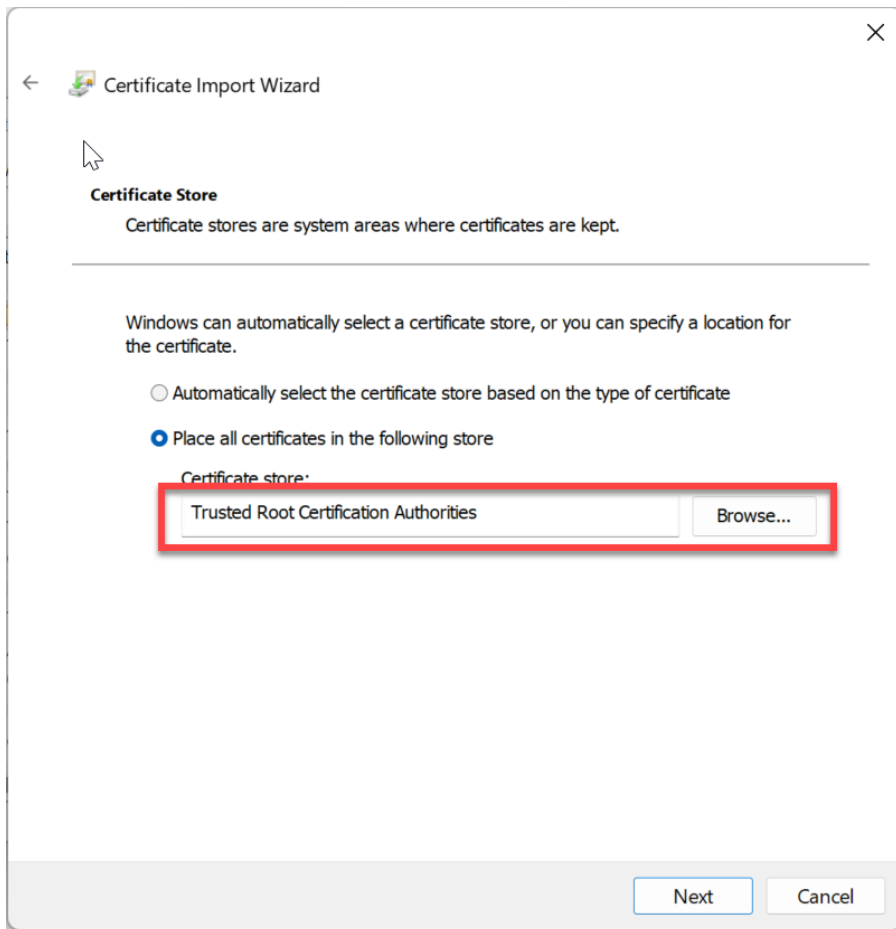 Certificate Import Wizard
Certificate Store
Certificate stores are system areas where certificates are kept.
Windows can automatically select a certificate store, or you can specify a location for
the certificate.
Automatically select the certificate store based on the type of certificate
Place all certificates in the following store
Certificate store:
Trusted Root Certification Authorities
Browse...
Next
Cancel